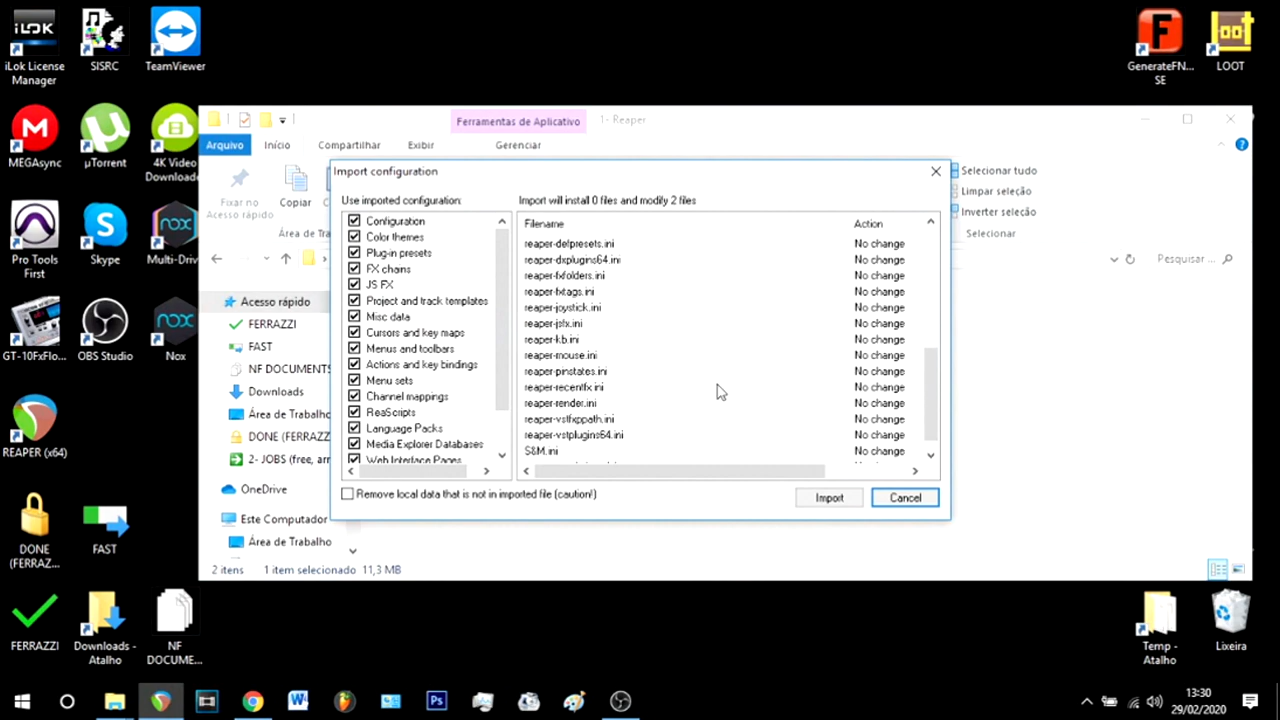 iLok License Manager
SISRC
TeamViewer
GenerateFN... SE
LOOT
MEGAsync
µTorrent
4K Video Downloade
Pro Tools First
Skype
Multi-Driv
GT-10FxFlo...
OBS Studio
Nox
REAPER (x64)
DONE (FERRAZ...
FAST
FERRAZZI
Downloads - Atalho
NF DOCUME...
Temp - Atalho
Lixeira
Ferramentas de Aplicativo
1- Reaper
Arquivo
Início
Compartilhar
Exibir
Gerenciar
Fixar no Acesso rápido
Copiar
Selecionar tudo
Limpar seleção
Inverter seleção
Área de Tra
Selecionar
Pesquisar ...
Acesso rápido
FERRAZZI
FAST
NF DOCUMENTS
Downloads
Área de Trabalho
DONE (FERRAZZ
2- JOBS (free, arr
OneDrive
Este Computador
Área de Trabalho
2 itens
1 item selecionado 11,3 MB
Import configuration
Use imported configuration:
Configuration
Color themes
Plug-in presets
FX chains
JS FX
Project and track templates
Misc data
Cursors and key maps
Menus and toolbars
Actions and key bindings
Menu sets
Channel mappings
ReaScripts
Language Packs
Media Explorer Databases
Web Interface Pages
Import will install 0 files and modify 2 files
Filename Action
reaper-defpresets.ini No change
reaper-dxplugins64.ini No change
reaper-fxfolders.ini No change
reaper-fxtags.ini No change
reaper-joystick.ini No change
reaper-jsfx.ini No change
reaper-kb.ini No change
reaper-mouse.ini No change
reaper-pinstates.ini No change
reaper-recentfx.ini No change
reaper-render.ini No change
reaper-vstfxppath.ini No change
reaper-vstplugins64.ini No change
S&M.ini No change
Remove local data that is not in imported file (caution!)
Import
Cancel
13:30
29/02/2020